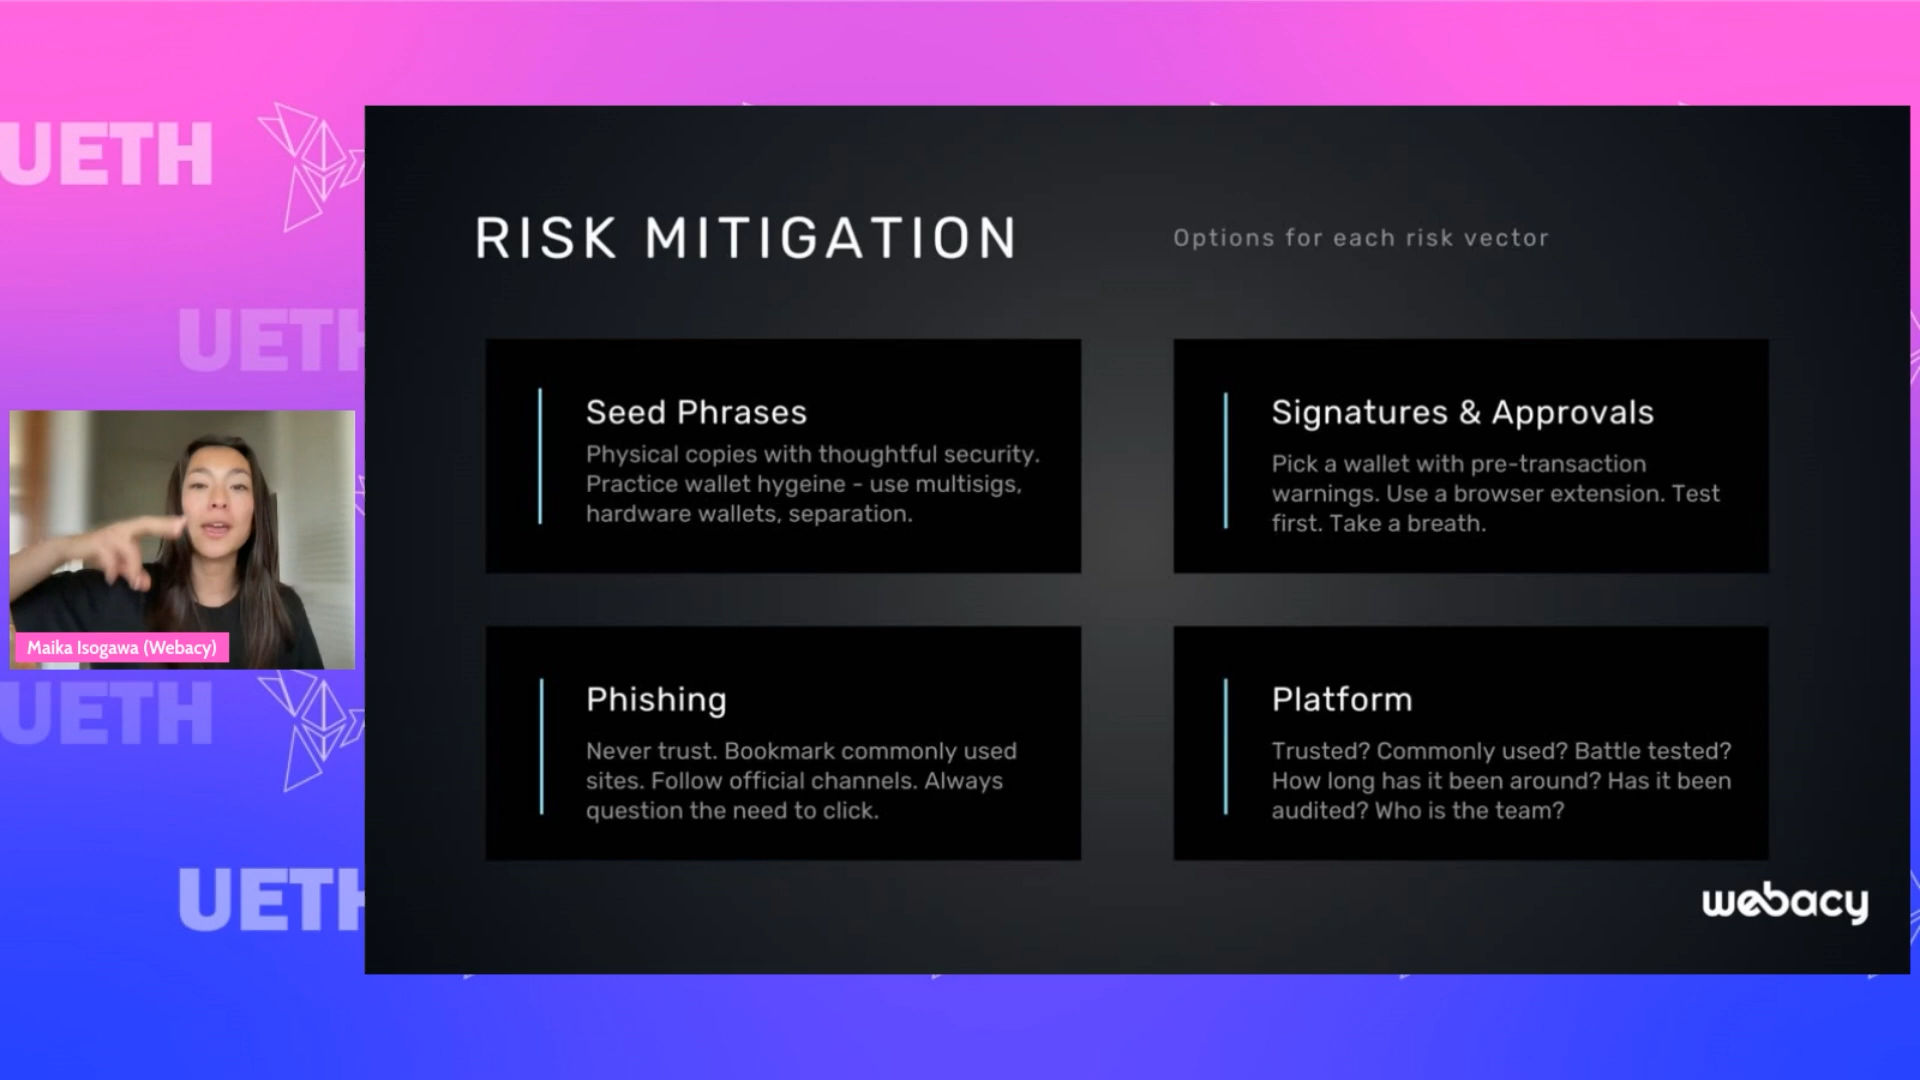 UETH
UETH
RISK MITIGATION
Options for each risk vector
Seed Phrases
Physical copies with thoughtful security.
Practice wallet hygeine - use multisigs,
hardware wallets, separation.
Signatures & Approvals
Pick a wallet with pre-transaction
warnings. Use a browser extension. Test
first. Take a breath.
Maika Isogawa (Webacy)
Phishing
Never trust. Bookmark commonly used
sites. Follow official channels. Always
question the need to click.
Platform
Trusted? Commonly used? Battle tested?
How long has it been around? Has it been
audited? Who is the team?
UETH
UETH
webacy